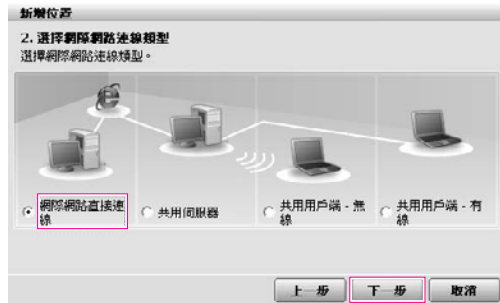 新增位置
2. 選擇網際網路連線類型
選擇網際網路連線類型。
網際網路直接連
線
共用伺服器
共用用戶端 - 無
線
共用用戶端 - 有
線
上一步
下一步
取消